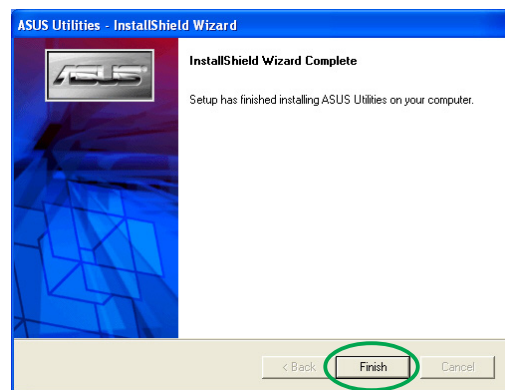 ASUS Utilities - InstallShield Wizard
ASUS
InstallShield Wizard Complete
Setup has finished installing ASUS Utilities on your computer.
< Back
Finish
Cancel